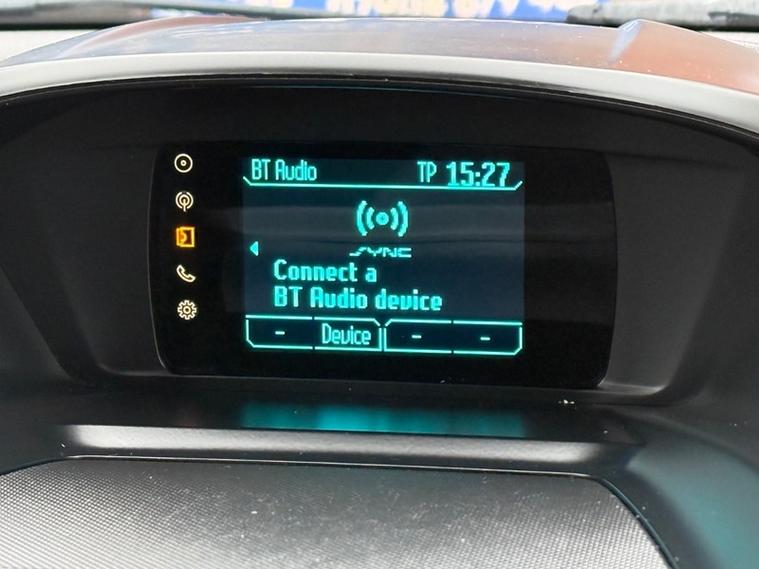 BT Audio TP 15:27
SYNC
Connect a
BT Audio device
- Device - -